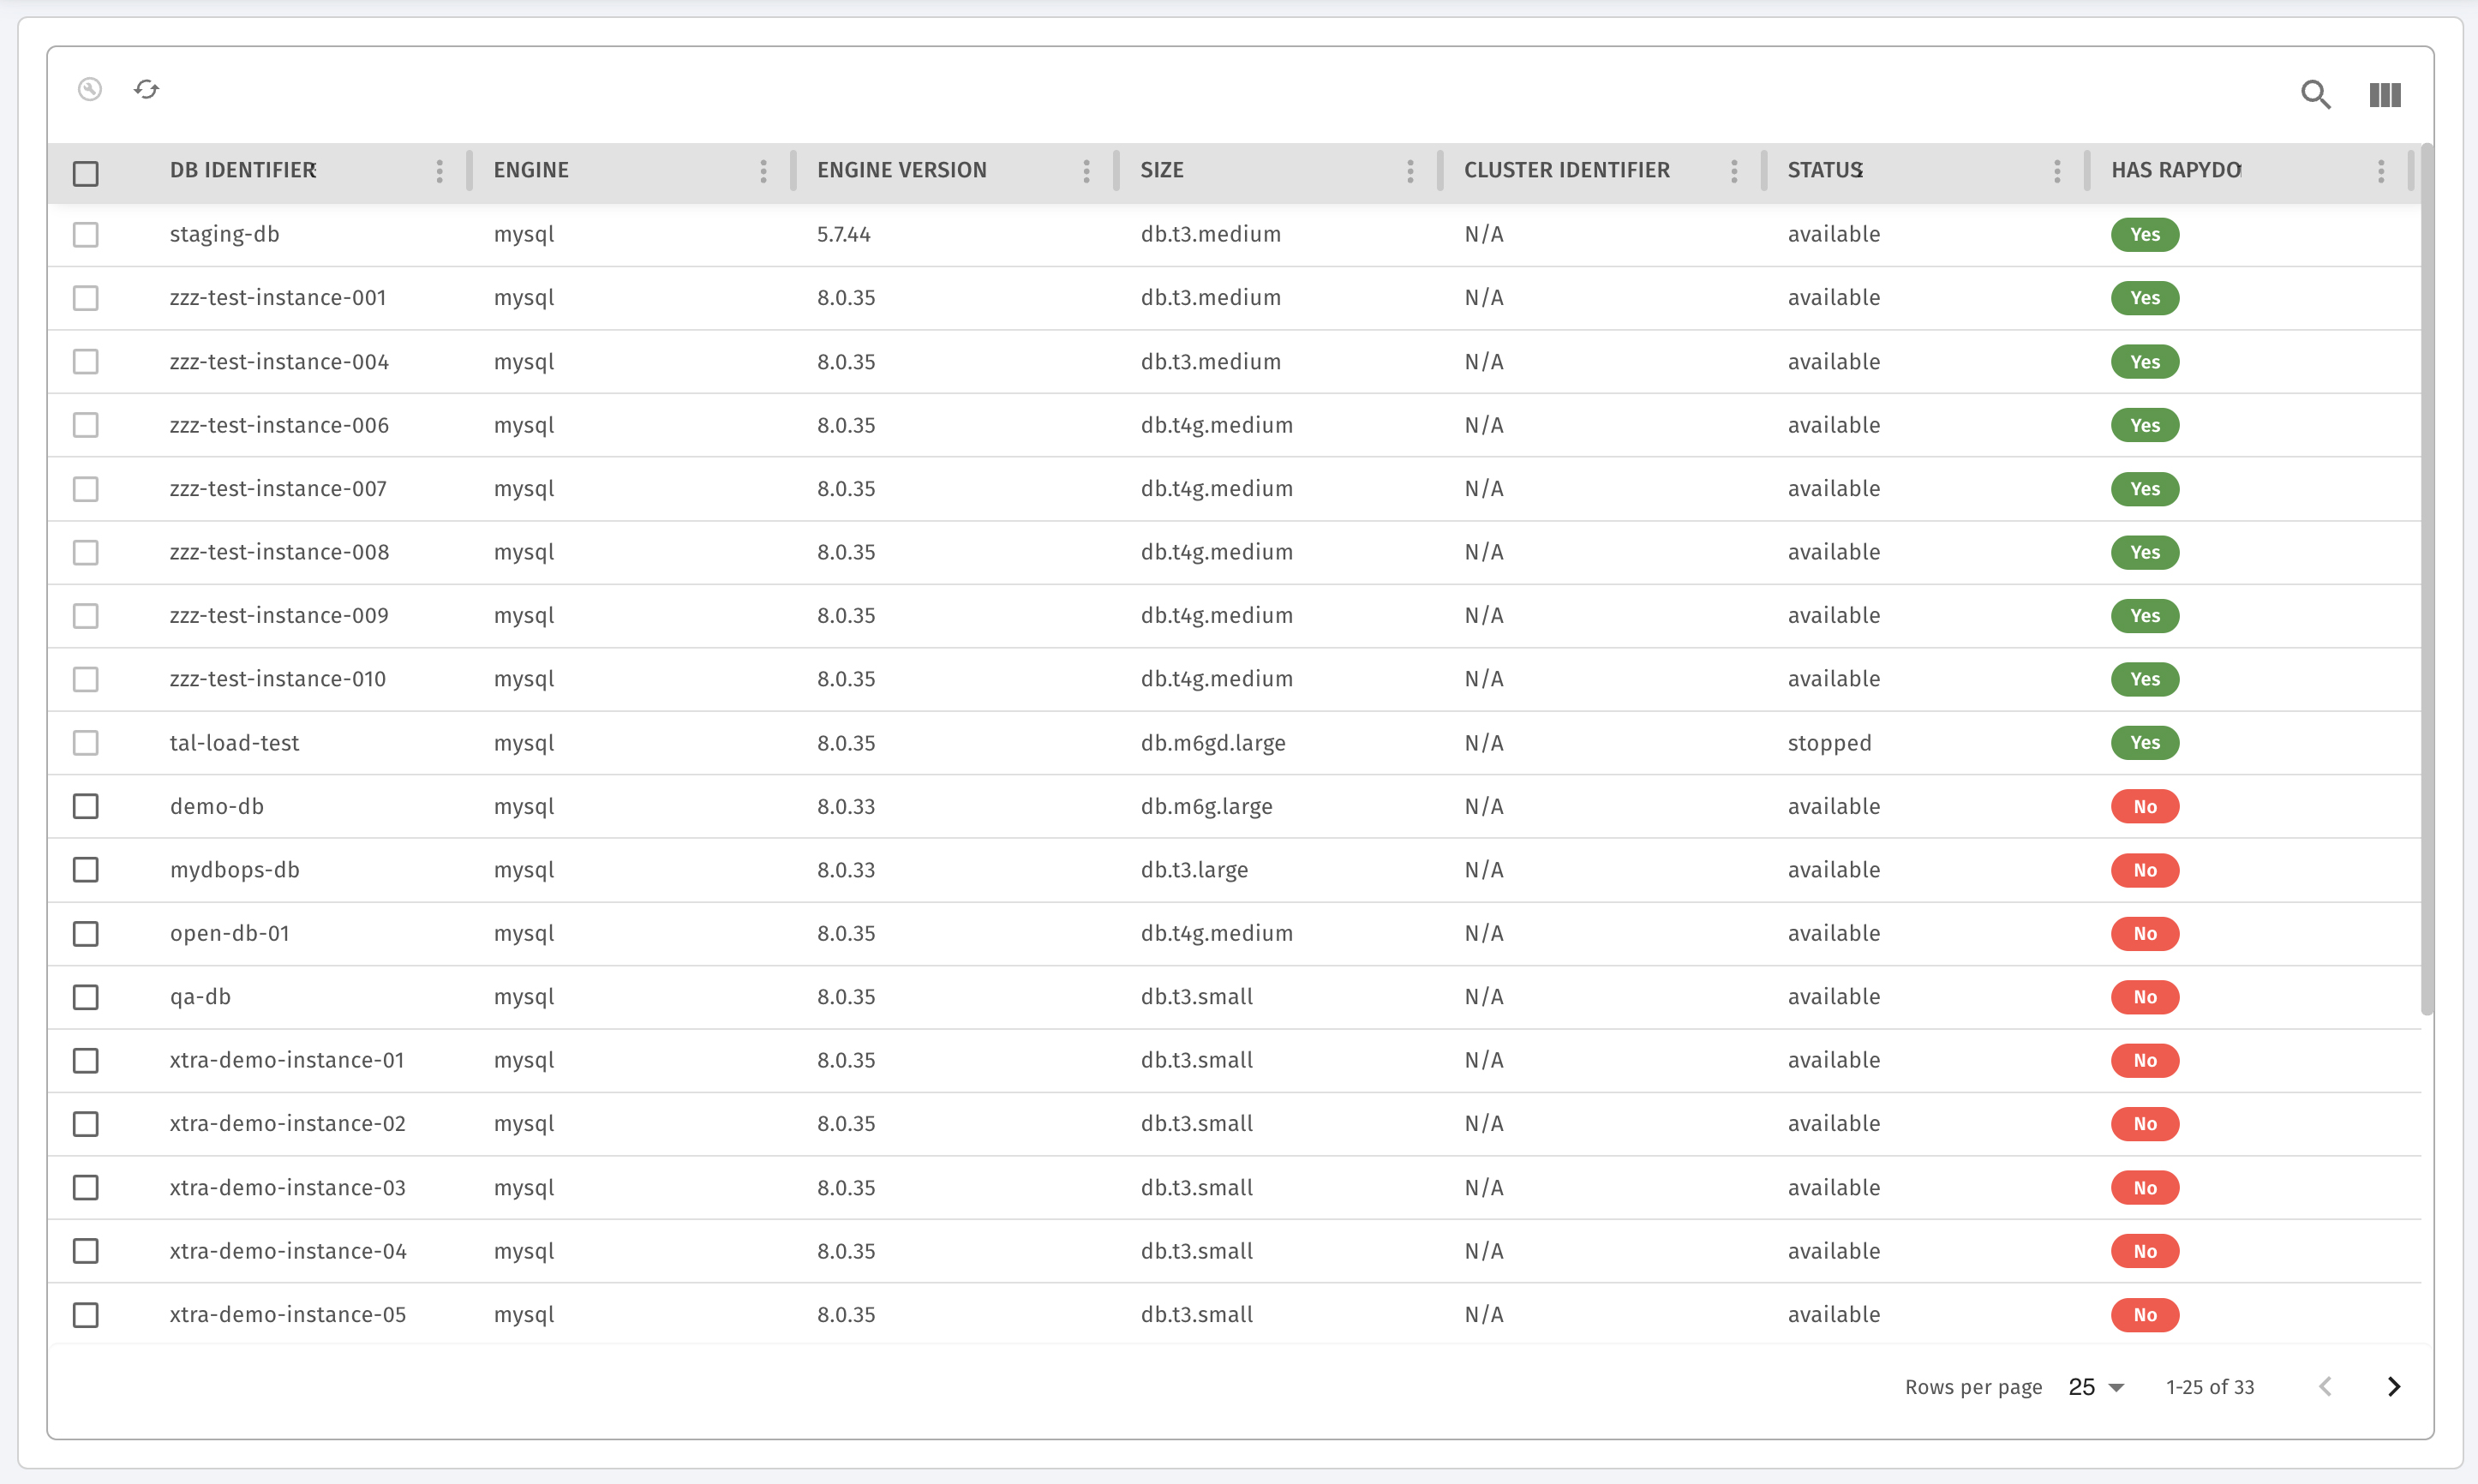 DB IDENTIFIER ENGINE ENGINE VERSION SIZE CLUSTER IDENTIFIER STATUS HAS RAPYDO
staging-db mysql 5.7.44 db.t3.medium N/A available Yes
zzz-test-instance-001 mysql 8.0.35 db.t3.medium N/A available Yes
zzz-test-instance-004 mysql 8.0.35 db.t3.medium N/A available Yes
zzz-test-instance-006 mysql 8.0.35 db.t4g.medium N/A available Yes
zzz-test-instance-007 mysql 8.0.35 db.t4g.medium N/A available Yes
zzz-test-instance-008 mysql 8.0.35 db.t4g.medium N/A available Yes
zzz-test-instance-009 mysql 8.0.35 db.t4g.medium N/A available Yes
zzz-test-instance-010 mysql 8.0.35 db.t4g.medium N/A available Yes
tal-load-test mysql 8.0.35 db.m6gd.large N/A stopped Yes
demo-db mysql 8.0.33 db.m6g.large N/A available No
mydbops-db mysql 8.0.33 db.t3.large N/A available No
open-db-01 mysql 8.0.35 db.t4g.medium N/A available No
qa-db mysql 8.0.35 db.t3.small N/A available No
xtra-demo-instance-01 mysql 8.0.35 db.t3.small N/A available No
xtra-demo-instance-02 mysql 8.0.35 db.t3.small N/A available No
xtra-demo-instance-03 mysql 8.0.35 db.t3.small N/A available No
xtra-demo-instance-04 mysql 8.0.35 db.t3.small N/A available No
xtra-demo-instance-05 mysql 8.0.35 db.t3.small N/A available No
Rows per page 25 1-25 of 33